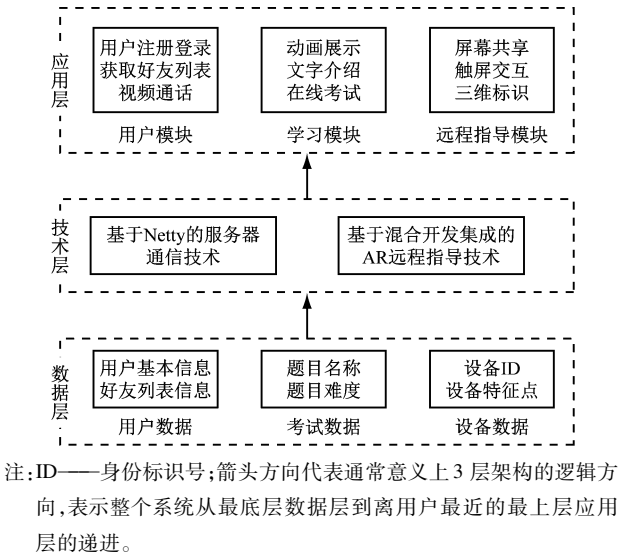 应用层
用户注册登录
获取好友列表
视频通话
用户模块
动画展示
文字介绍
在线考试
学习模块
屏幕共享
触屏交互
三维标识
远程指导模块
技术层
基于Netty的服务器
通信技术
基于混合开发集成的
AR远程指导技术
数据层
用户基本信息
好友列表信息
用户数据
题目名称
题目难度
考试数据
设备ID
设备特征点
设备数据
注:ID——身份标识号;箭头方向代表通常意义上3 层架构的逻辑方
向,表示整个系统从最底层数据层到离用户最近的最上层应用
层的递进。